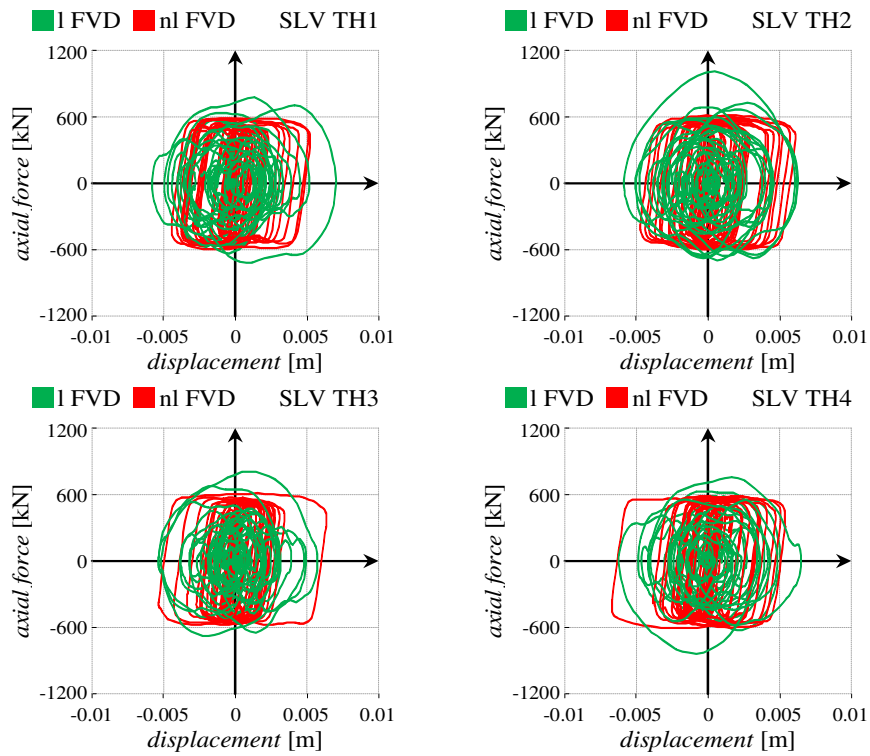 l FVD nl FVD SLV TH1
1200
600
0
-600
-1200
axial force [kN]
-0.01 -0.005 0 0.005 0.01
displacement [m]
l FVD nl FVD SLV TH2
1200
600
0
-600
-1200
axial force [kN]
-0.01 -0.005 0 0.005 0.01
displacement [m]
l FVD nl FVD SLV TH3
1200
600
0
-600
-1200
axial force [kN]
-0.01 -0.005 0 0.005 0.01
displacement [m]
l FVD nl FVD SLV TH4
1200
600
0
-600
-1200
axial force [kN]
-0.01 -0.005 0 0.005 0.01
displacement [m]